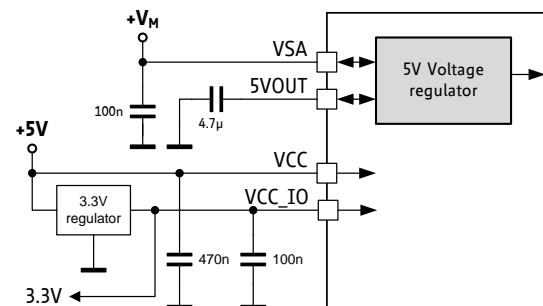 +VM
VSA
5V Voltage
regulator
5VOUT
100n
4.7µ
+5V
VCC
3.3V
regulator
VCC_IO
470n
100n
3.3V